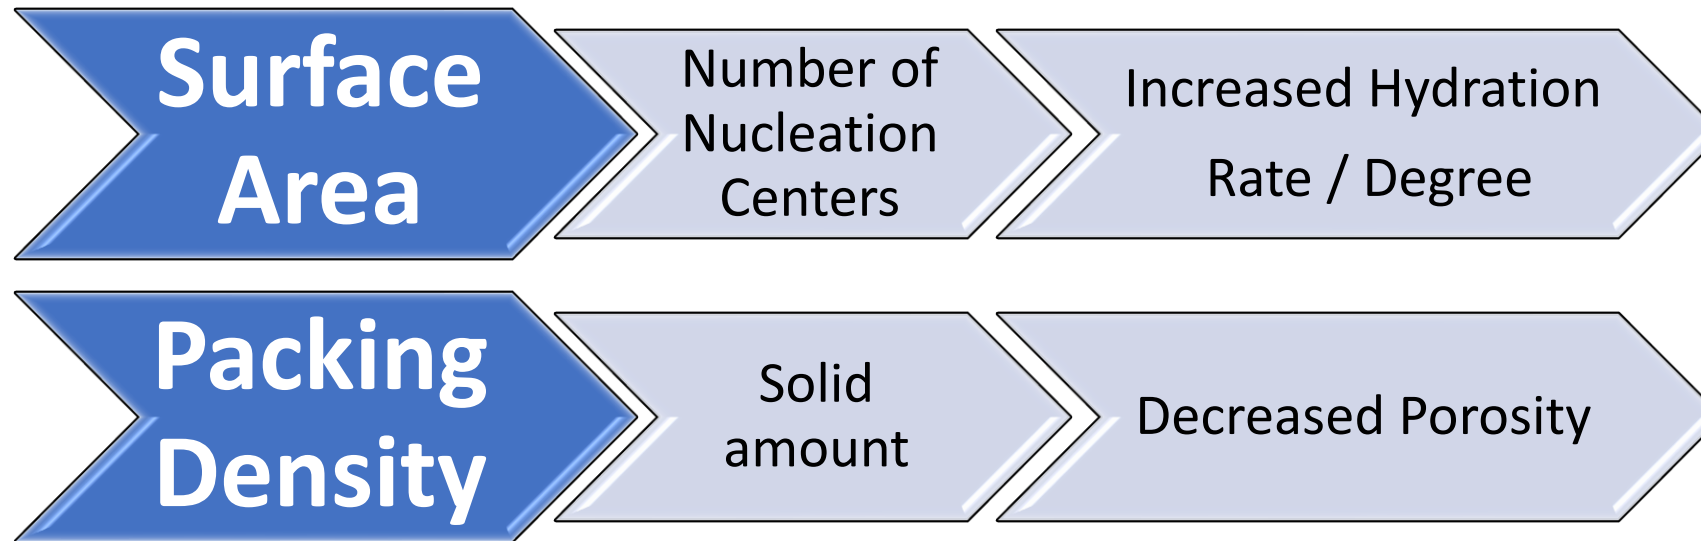 Surface
Area
Number of
Nucleation
Centers
Increased Hydration
Rate / Degree
Packing
Density
Solid
amount
Decreased Porosity